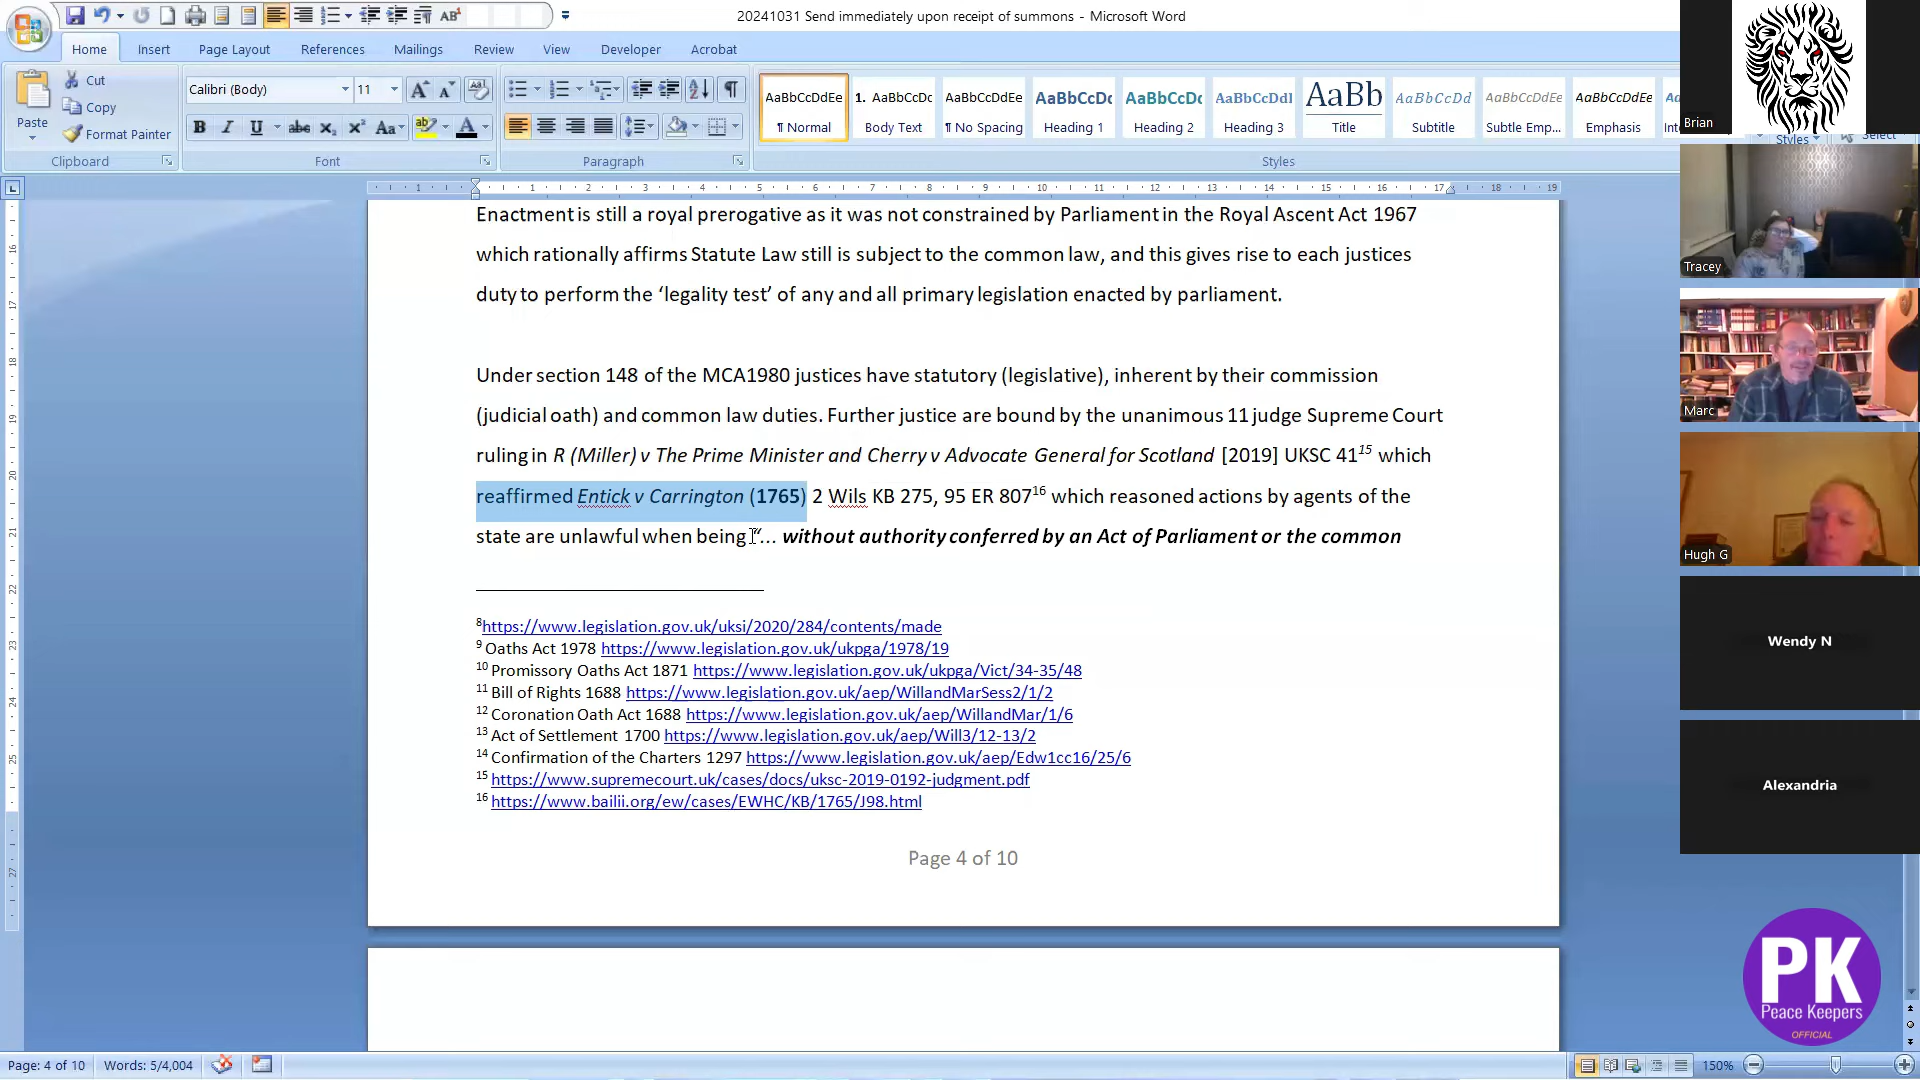 20241031 Send immediately upon receipt of summons - Microsoft Word
Home Insert Page Layout References Mailings Review View Developer Acrobat
Paste
Cut
Copy
Format Painter
Clipboard
Calibri (Body) 11
Font
Paragraph
AaBbCcDdEe
¶ Normal
1. AaBbCcDc
Body Text
AaBbCcDdEe
¶ No Spacing
AaBbCcDc
Heading 1
AaBbCcDc
Heading 2
AaBbCcDdI
Heading 3
AaBb
Title
AaBbCcDd
Subtitle
AaBbCcDdEe
Subtle Emp...
AaBbCcDdEe
Emphasis
Styles
Styles
Select
Enactment is still a royal prerogative as it was not constrained by Parliament in the Royal Ascent Act 1967
which rationally affirms Statute Law still is subject to the common law, and this gives rise to each justices
duty to perform the ‘legality test’ of any and all primary legislation enacted by parliament.
Under section 148 of the MCA1980 justices have statutory (legislative), inherent by their commission
(judicial oath) and common law duties. Further justice are bound by the unanimous 11 judge Supreme Court
ruling in R (Miller) v The Prime Minister and Cherry v Advocate General for Scotland [2019] UKSC 41¹⁵ which
reaffirmed Entick v Carrington (1765) 2 Wils KB 275, 95 ER 807¹⁶ which reasoned actions by agents of the
state are unlawful when being “... without authority conferred by an Act of Parliament or the common
⁸https://www.legislation.gov.uk/uksi/2020/284/contents/made
⁹ Oaths Act 1978 https://www.legislation.gov.uk/ukpga/1978/19
¹⁰ Promissory Oaths Act 1871 https://www.legislation.gov.uk/ukpga/Vict/34-35/48
¹¹ Bill of Rights 1688 https://www.legislation.gov.uk/aep/WillandMarSess2/1/2
¹² Coronation Oath Act 1688 https://www.legislation.gov.uk/aep/WillandMar/1/6
¹³ Act of Settlement 1700 https://www.legislation.gov.uk/aep/Will3/12-13/2
¹⁴ Confirmation of the Charters 1297 https://www.legislation.gov.uk/aep/Edw1cc16/25/6
¹⁵ https://www.supremecourt.uk/cases/docs/uksc-2019-0192-judgment.pdf
¹⁶ https://www.bailii.org/ew/cases/EWHC/KB/1765/J98.html
Page 4 of 10
Brian
Tracey
Marc
Hugh G
Wendy N
Alexandria
PK
Peace Keepers
OFFICIAL
Page: 4 of 10 Words: 5/4,004
150%